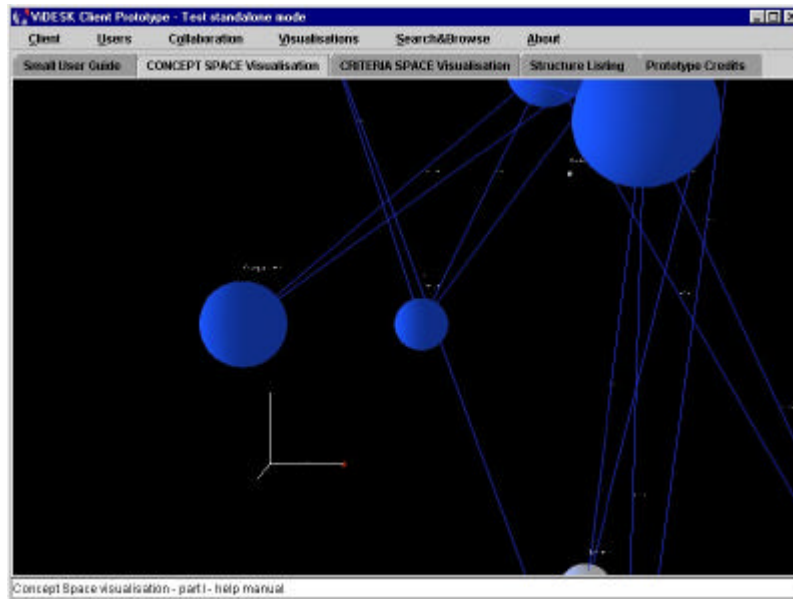 ViDESK Client Prototype - Test standalone mode
Client Users Collaboration Visualisations Search&Browse About
Small User Guide CONCEPT SPACE Visualisation CRITERIA SPACE Visualisation Structure Listing Prototype Credits
Concept Space visualisation - part I - help manual